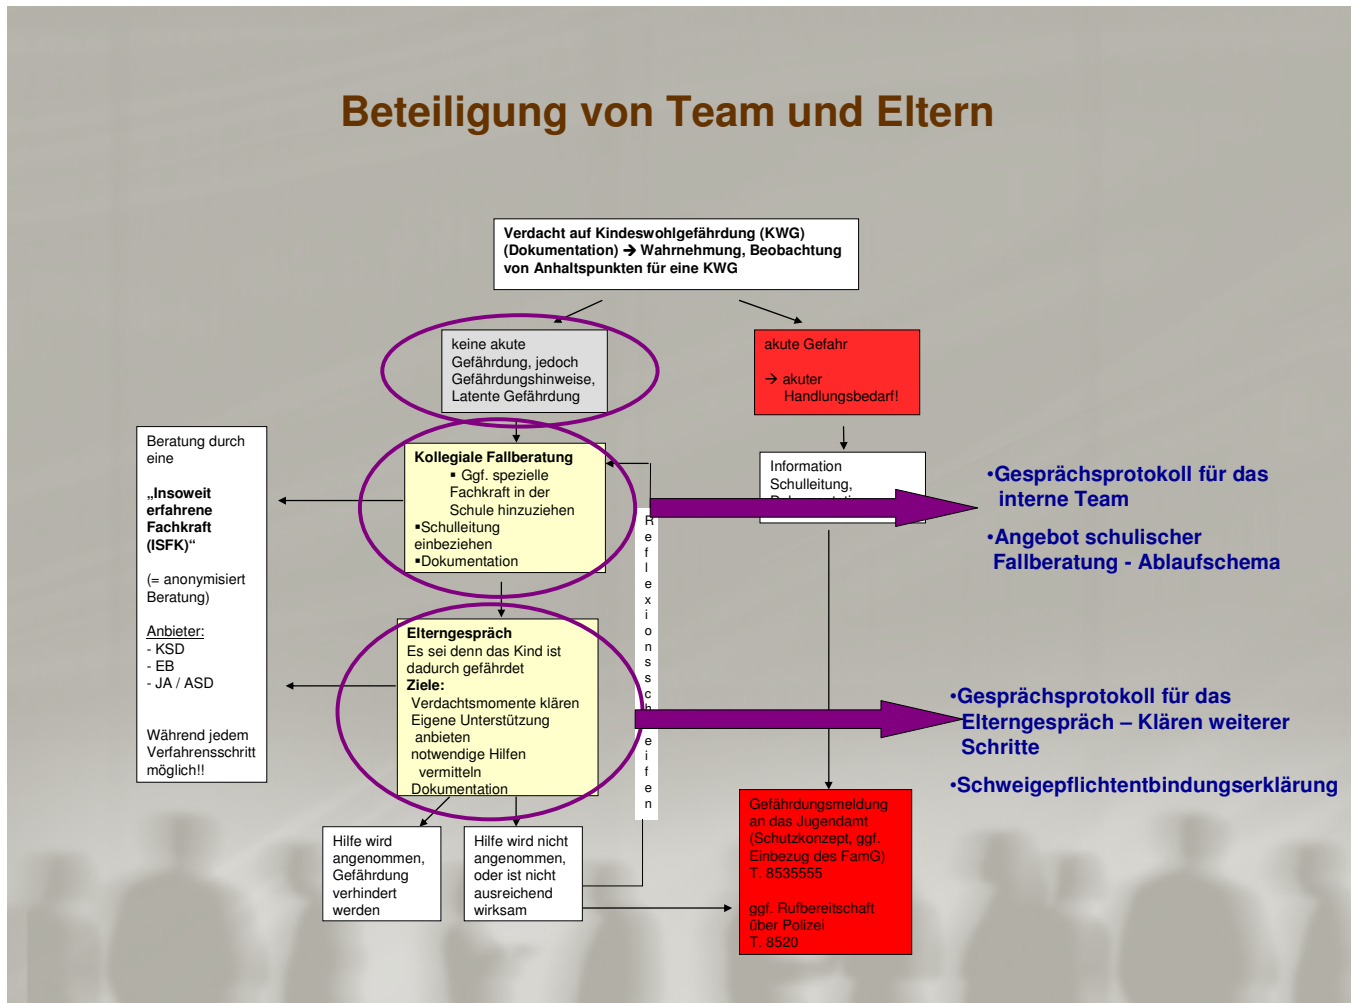 Beteiligung von Team und Eltern
Verdacht auf Kindeswohlgefährdung (KWG)
(Dokumentation) → Wahrnehmung, Beobachtung
von Anhaltspunkten für eine KWG
keine akute
Gefährdung, jedoch
Gefährdungshinweise,
Latente Gefährdung
akute Gefahr
→ akuter
Handlungsbedarf!
Beratung durch
eine
„Insoweit
erfahrene
Fachkraft
(ISFK)“
(= anonymisiert
Beratung)
Anbieter:
- KSD
- EB
- JA / ASD
Während jedem
Verfahrensschritt
möglich!!
Kollegiale Fallberatung
▪ Ggf. spezielle
Fachkraft in der
Schule hinzuziehen
▪Schulleitung
einbeziehen
▪Dokumentation
Information
Schulleitung,
•Gesprächsprotokoll für das
internes Team
•Angebot schulischer
Fallberatung - Ablaufschema
Reflexionsschleifen
Elterngespräch
Es sei denn das Kind ist
dadurch gefährdet
Ziele:
Verdachtsmomente klären
Eigene Unterstützung
anbieten
notwendige Hilfen
vermitteln
Dokumentation
•Gesprächsprotokoll für das
Elterngespräch – Klären weiterer
Schritte
•Schweigepflichtentbindungserklärung
Hilfe wird
angenommen,
Gefährdung
verhindert
werden
Hilfe wird nicht
angenommen,
oder ist nicht
ausreichend
wirksam
Gefährdungsmeldung
an das Jugendamt
(Schutzkonzept, ggf.
Einbezug des FamG)
T. 8535555
ggf. Rufbereitschaft
über Polizei
T. 8520